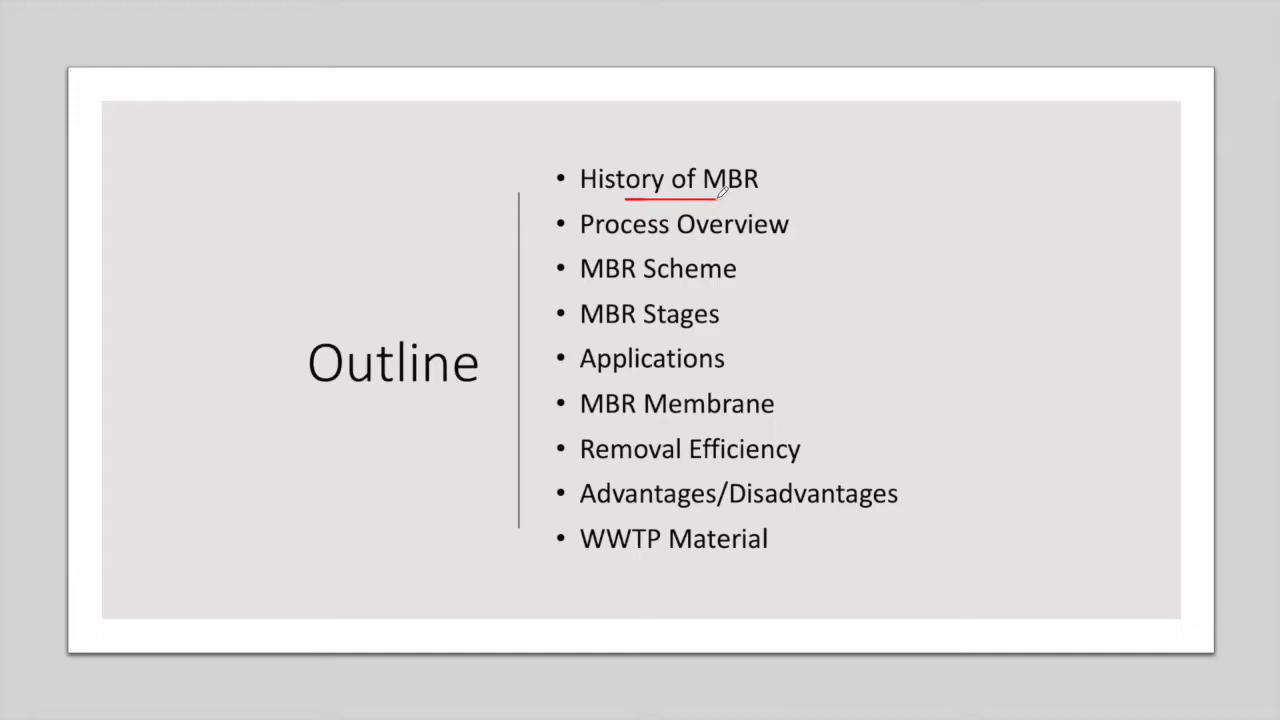 Outline
• History of MBR
• Process Overview
• MBR Scheme
• MBR Stages
• Applications
• MBR Membrane
• Removal Efficiency
• Advantages/Disadvantages
• WWTP Material